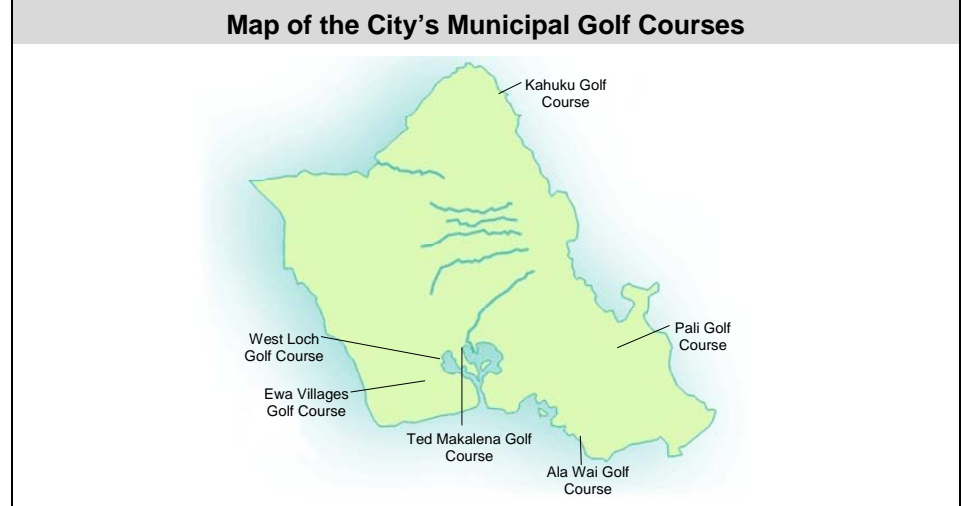 Map of the City's Municipal Golf Courses
Kahuku Golf
Course
Pali Golf
Course
West Loch
Golf Course
Ewa Villages
Golf Course
Ted Makalena Golf
Course
Ala Wai Golf
Course